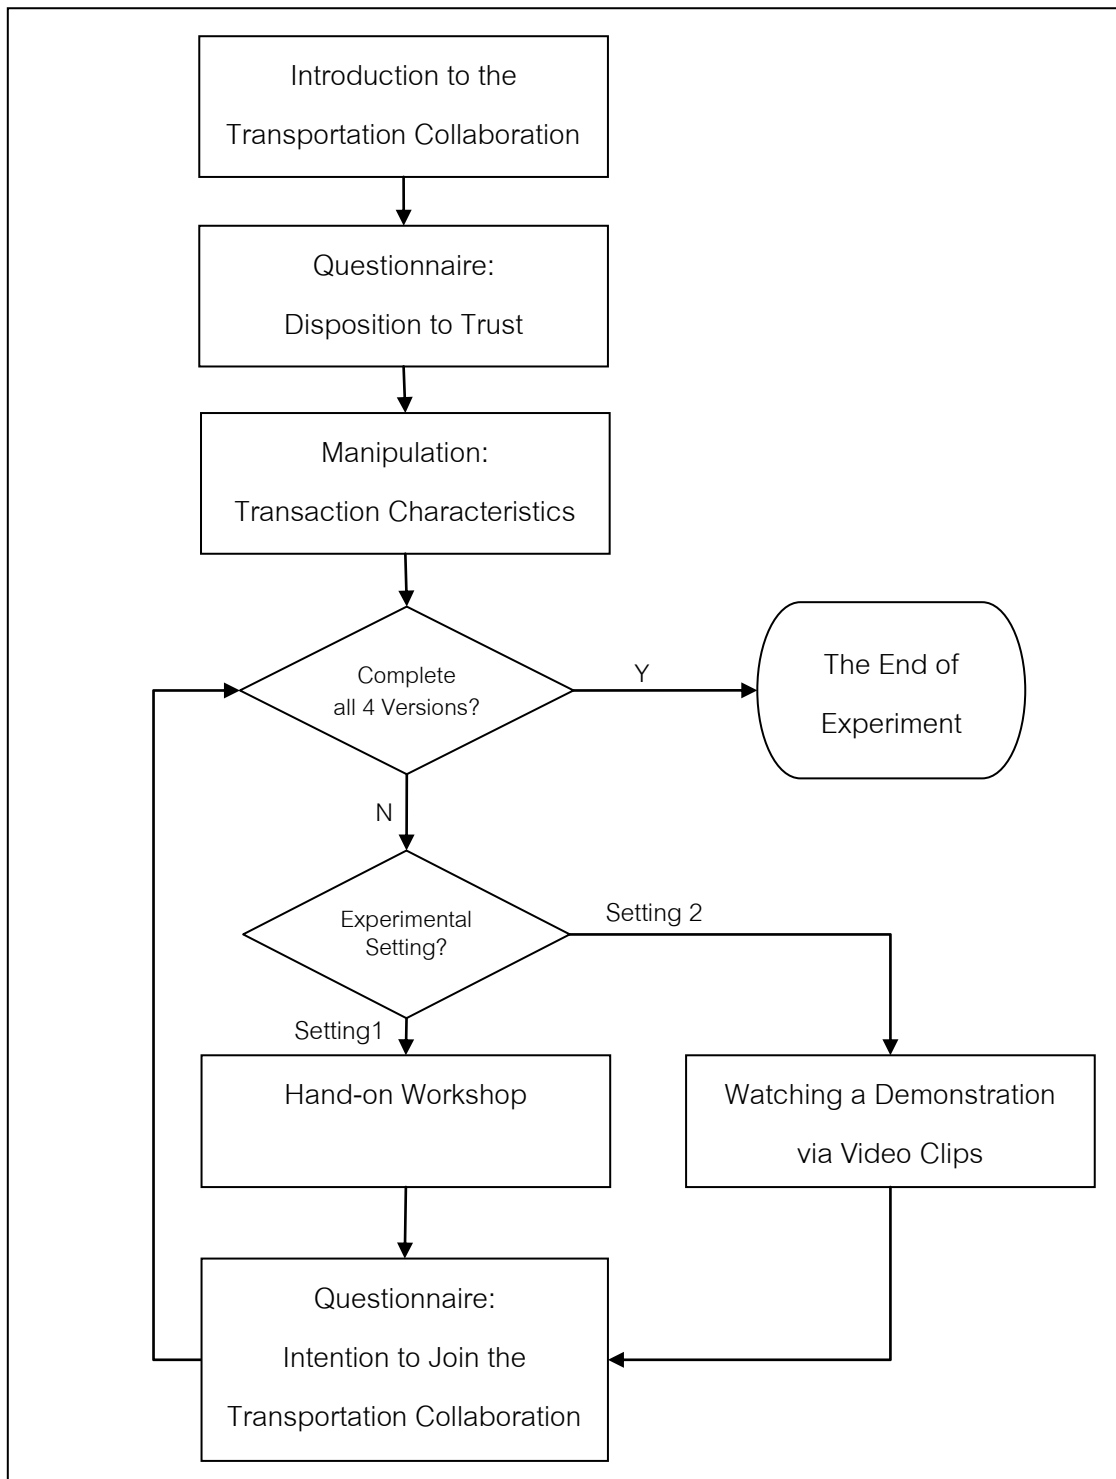 Introduction to the
Transportation Collaboration
Questionnaire:
Disposition to Trust
Manipulation:
Transaction Characteristics
Complete
all 4 Versions?
Y
The End of
Experiment
N
Experimental
Setting?
Setting 2
Setting1
Hand-on Workshop
Watching a Demonstration
via Video Clips
Questionnaire:
Intention to Join the
Transportation Collaboration